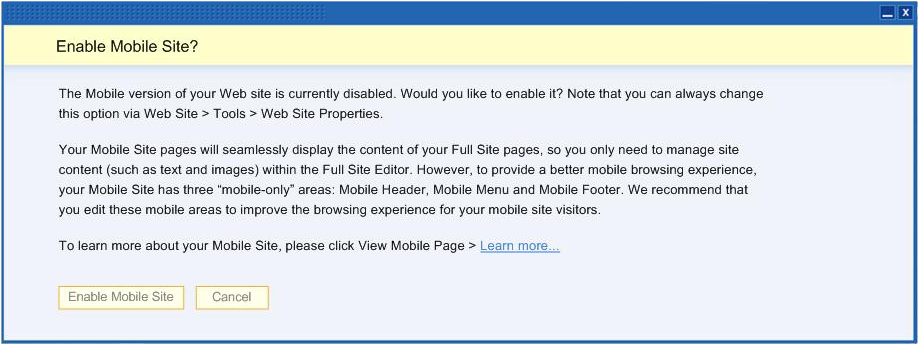 Enable Mobile Site?
The Mobile version of your Web site is currently disabled. Would you like to enable it? Note that you can always change
this option via Web Site > Tools > Web Site Properties.
Your Mobile Site pages will seamlessly display the content of your Full Site pages, so you only need to manage site
content (such as text and images) within the Full Site Editor. However, to provide a better mobile browsing experience,
your Mobile Site has three “mobile-only” areas: Mobile Header, Mobile Menu and Mobile Footer. We recommend that
you edit these mobile areas to improve the browsing experience for your mobile site visitors.
To learn more about your Mobile Site, please click View Mobile Page > Learn more...
Enable Mobile Site Cancel